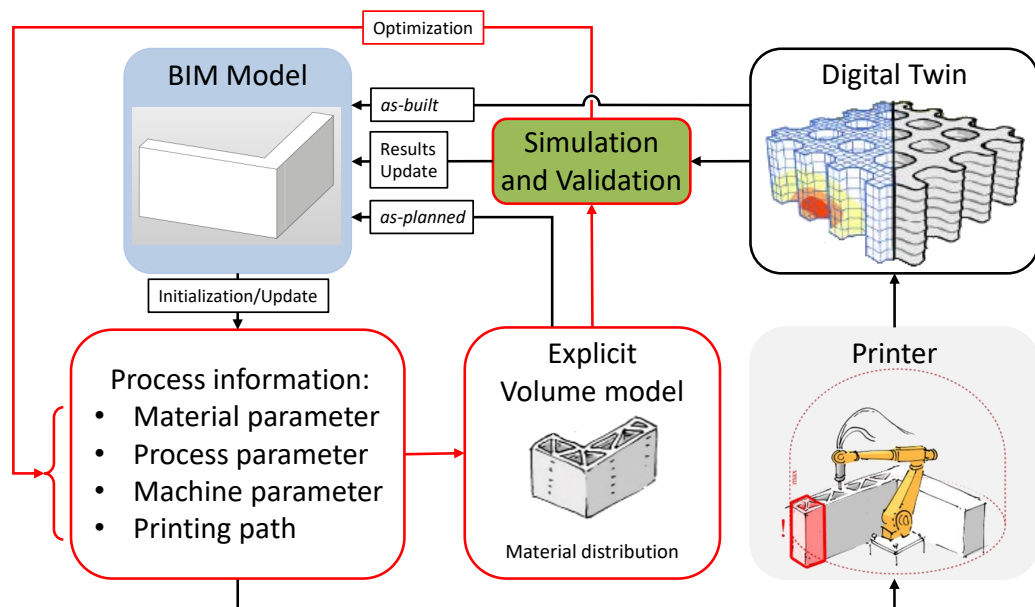 Optimization
BIM Model
as-built
Results
Update
as-planned
Simulation
and Validation
Digital Twin
Initialization/Update
Process information:
• Material parameter
• Process parameter
• Machine parameter
• Printing path
Explicit
Volume model
Material distribution
Printer
max
!